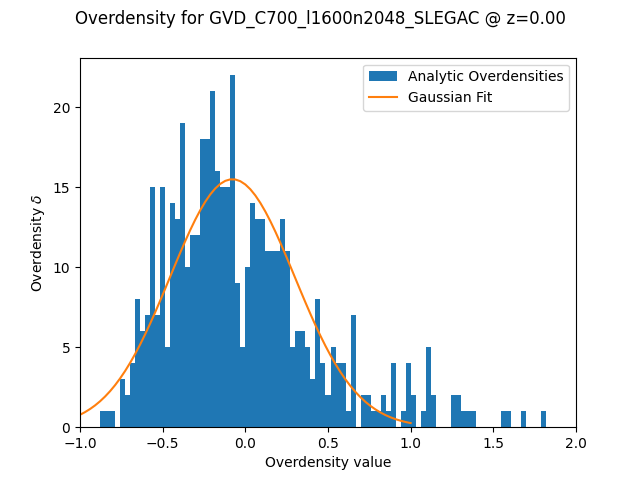 Overdensity for GVD_C700_l1600n2048_SLEGAC @ z=0.00
Analytic Overdensities
Gaussian Fit
Overdensity δ
20
15
10
5
0
−1.0 −0.5 0.0 0.5 1.0 1.5 2.0
Overdensity value